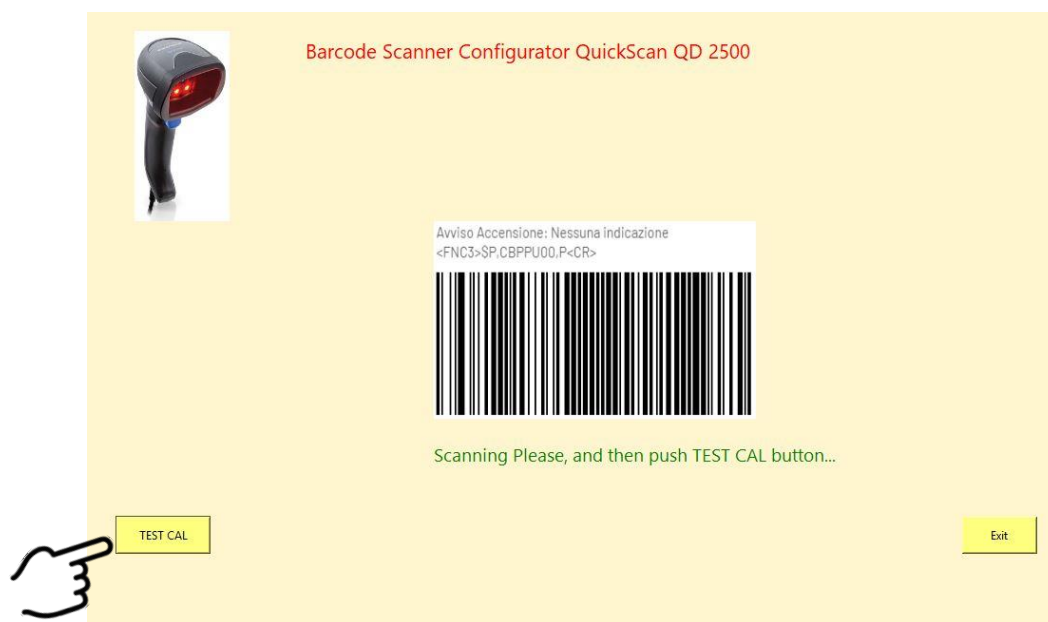 Barcode Scanner Configurator QuickScan QD 2500
Avviso Accensione: Nessuna indicazione
<FNC3>$P,CBPPU00,P<CR>
Scanning Please, and then push TEST CAL button...
TEST CAL
Exit